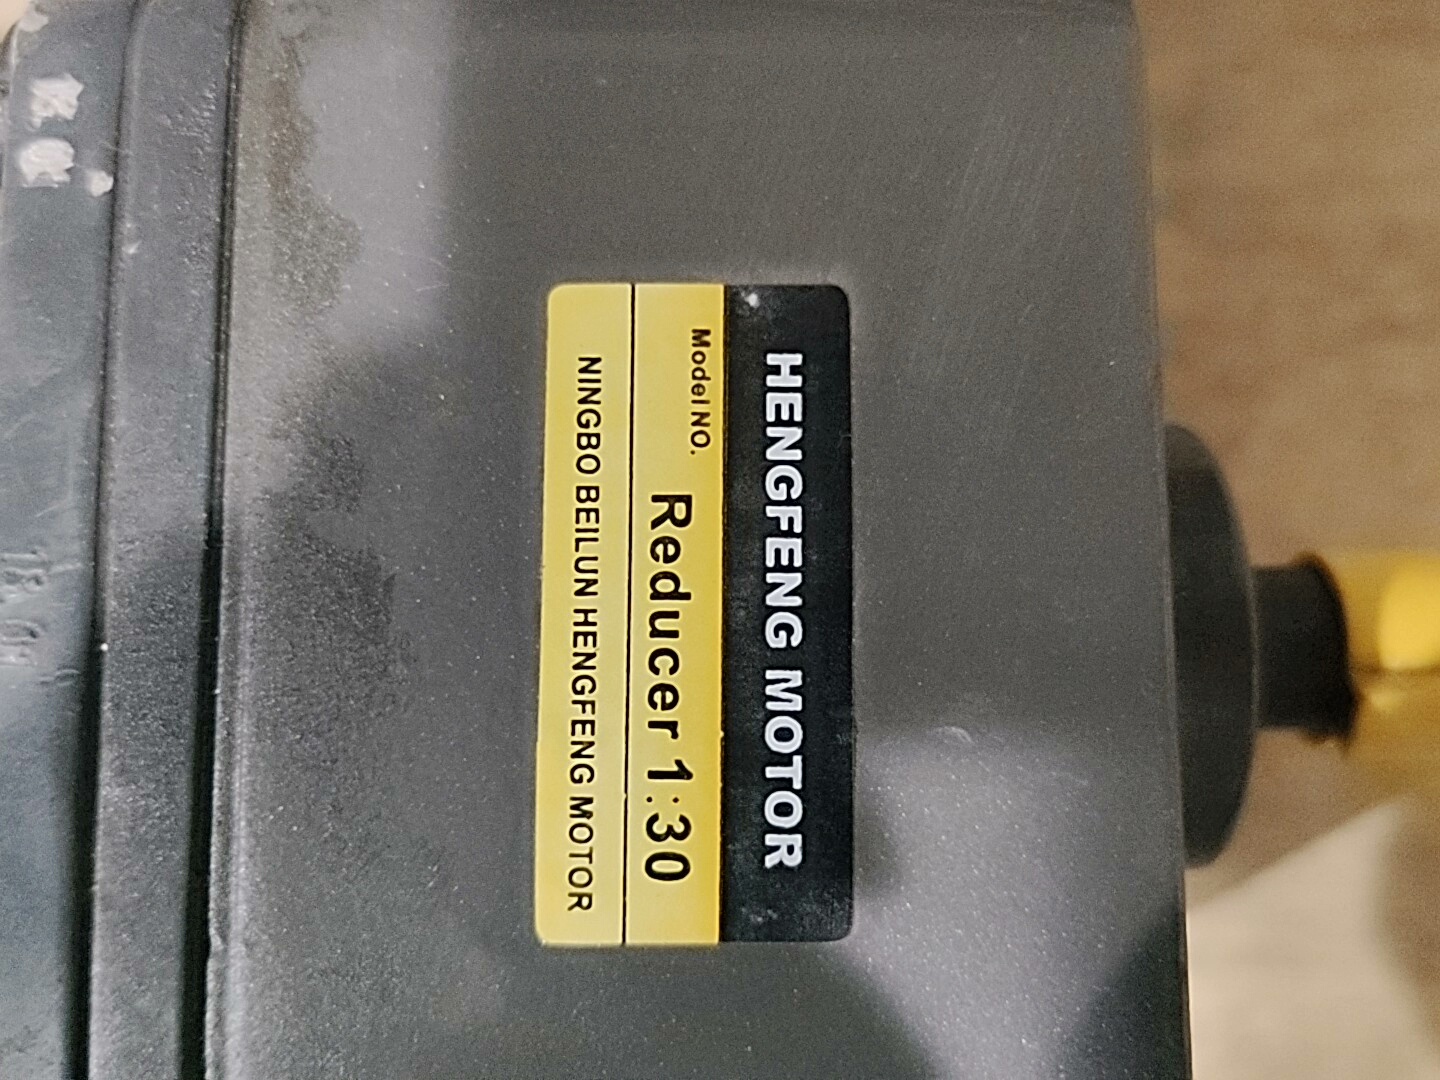 HENGFENG MOTOR
Model NO. Reducer 1:30
NINGBO BEILUN HENGFENG MOTOR